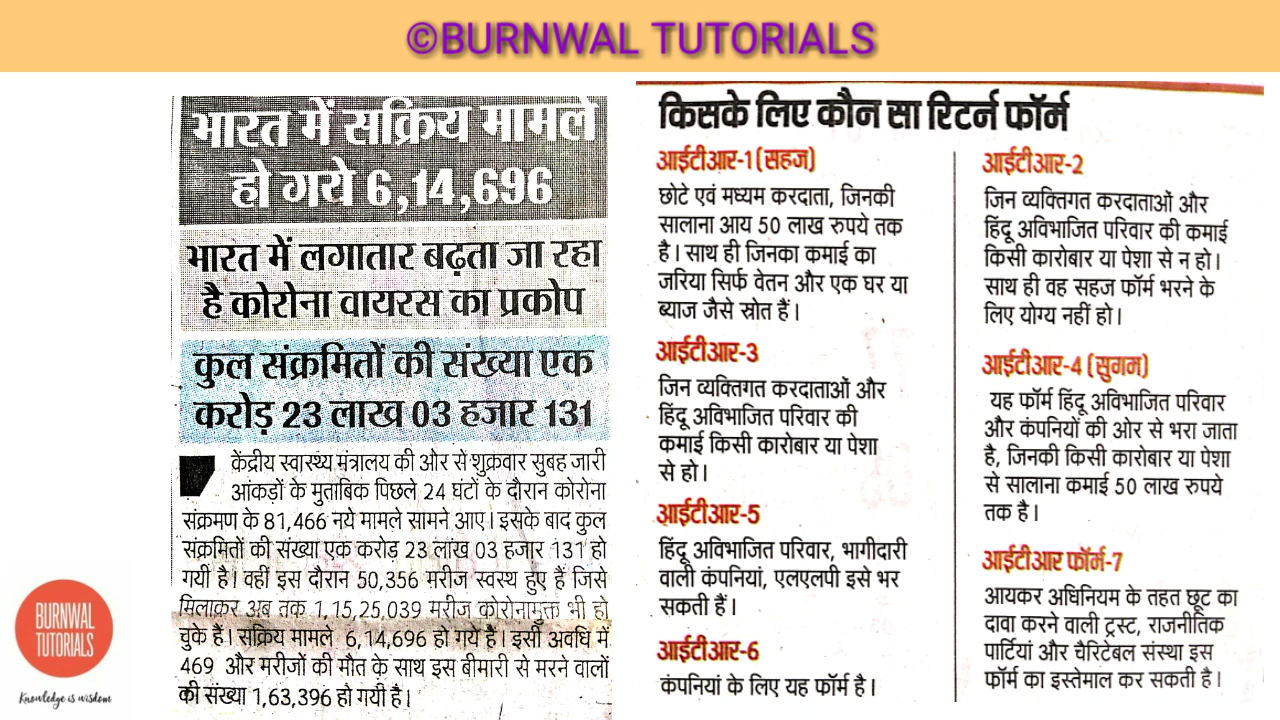 ©BURNWAL TUTORIALS
भारत में सक्रिय मामले
हो गये 6,14,696
भारत में लगातार बढ़ता जा रहा
है कोरोना वायरस का प्रकोप
कुल संक्रमितों की संख्या एक
करोड़ 23 लाख 03 हजार 131
केंद्रीय स्वास्थ्य मंत्रालय की ओर से शुक्रवार सुबह जारी
आंकड़ों के मुताबिक पिछले 24 घंटों के दौरान कोरोना
संक्रमण के 81,466 नये मामले सामने आए। इसके बाद कुल
संक्रमितों की संख्या एक करोड़ 23 लाख 03 हजार 131 हो
गयी है। वहीं इस दौरान 50,356 मरीज स्वस्थ हुए हैं जिसे
मिलाकर अब तक 1,15,25,039 मरीज कोरोनामुक्त भी हो
चुके हैं। सक्रिय मामले 6,14,696 हो गये हैं। इसी अवधि में
469 और मरीजों की मौत के साथ इस बीमारी से मरने वालों
की संख्या 1,63,396 हो गयी है।
BURNWAL
TUTORIALS
Knowledge is wisdom
किसके लिए कौन सा रिटर्न फॉर्म
आईटीआर-1 (सहज)
छोटे एवं मध्यम करदाता, जिनकी
सालाना आय 50 लाख रुपये तक
है। साथ ही जिनका कमाई का
जरिया सिर्फ वेतन और एक घर या
ब्याज जैसे स्रोत हैं।
आईटीआर-3
जिन व्यक्तिगत करदाताओं और
हिंदू अविभाजित परिवार की
कमाई किसी कारोबार या पेशा
से हो।
आईटीआर-5
हिंदू अविभाजित परिवार, भागीदारी
वाली कंपनियां, एलएलपी इसे भर
सकती हैं।
आईटीआर-6
कंपनियां के लिए यह फॉर्म है।
आईटीआर-2
जिन व्यक्तिगत करदाताओं और
हिंदू अविभाजित परिवार की कमाई
किसी कारोबार या पेशा से न हो।
साथ ही वह सहज फॉर्म भरने के
लिए योग्य नहीं हो।
आईटीआर-4 (सुगम)
यह फॉर्म हिंदू अविभाजित परिवार
और कंपनियों की ओर से भरा जाता
है, जिनकी किसी कारोबार या पेशा
से सालाना कमाई 50 लाख रुपये
तक है।
आईटीआर फॉर्म-7
आयकर अधिनियम के तहत छूट का
दावा करने वाली ट्रस्ट, राजनीतिक
पार्टियां और चैरिटेबल संस्था इस
फॉर्म का इस्तेमाल कर सकती है।